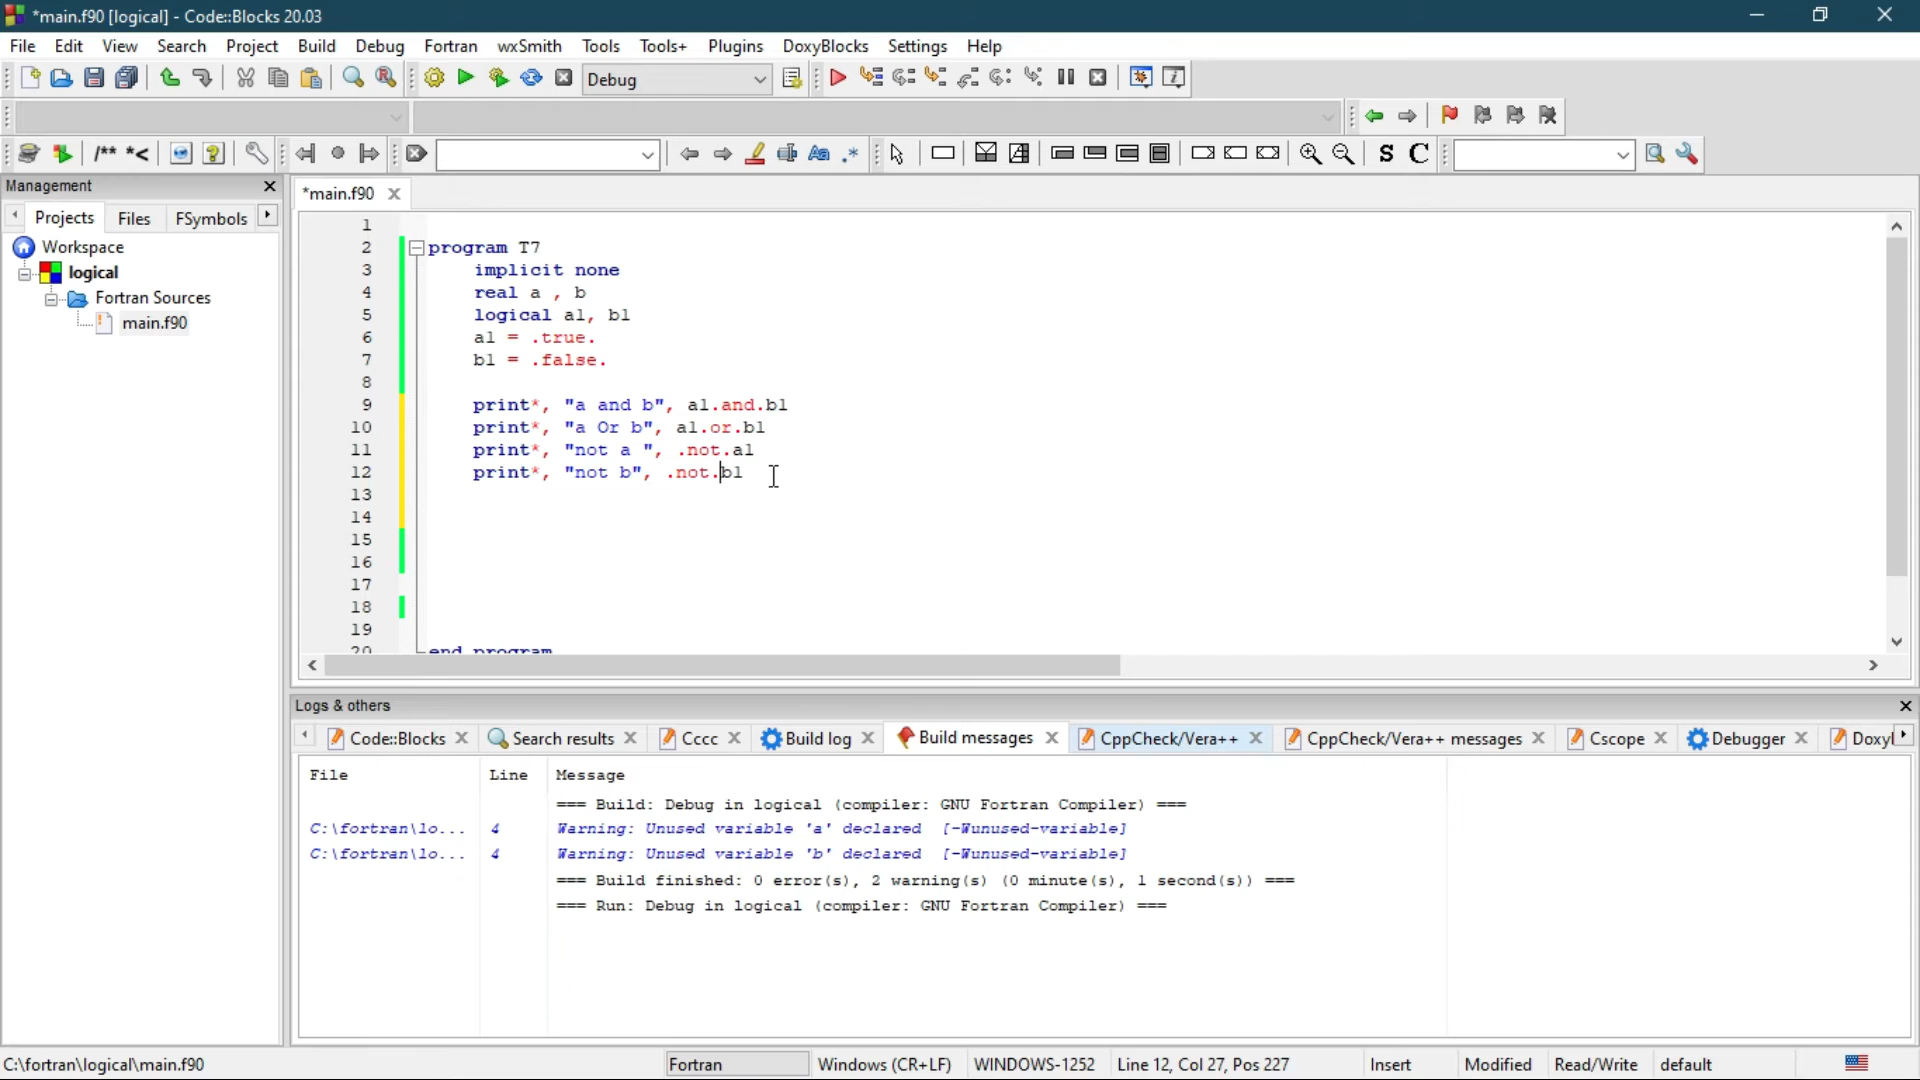 *main.f90 [logical] - Code::Blocks 20.03
File Edit View Search Project Build Debug Fortran wxSmith Tools Tools+ Plugins DoxyBlocks Settings Help
Debug
/** *<
Aa .*
S C
Management
Projects Files FSymbols
Workspace
logical
Fortran Sources
main.f90
*main.f90
1
2 program T7
3 implicit none
4 real a , b
5 logical al, bl
6 al = .true.
7 bl = .false.
8
9 print*, "a and b", al.and.bl
10 print*, "a Or b", al.or.bl
11 print*, "not a ", .not.al
12 print*, "not b", .not.bl
13
14
15
16
17
18
19
20 end program
Logs & others
Code::Blocks Search results Cccc Build log Build messages CppCheck/Vera++ CppCheck/Vera++ messages Cscope Debugger Doxyl
File Line Message
=== Build: Debug in logical (compiler: GNU Fortran Compiler) ===
C:\fortran\lo... 4 Warning: Unused variable 'a' declared [-Wunused-variable]
C:\fortran\lo... 4 Warning: Unused variable 'b' declared [-Wunused-variable]
=== Build finished: 0 error(s), 2 warning(s) (0 minute(s), 1 second(s)) ===
=== Run: Debug in logical (compiler: GNU Fortran Compiler) ===
C:\fortran\logical\main.f90 Fortran Windows (CR+LF) WINDOWS-1252 Line 12, Col 27, Pos 227 Insert Modified Read/Write default